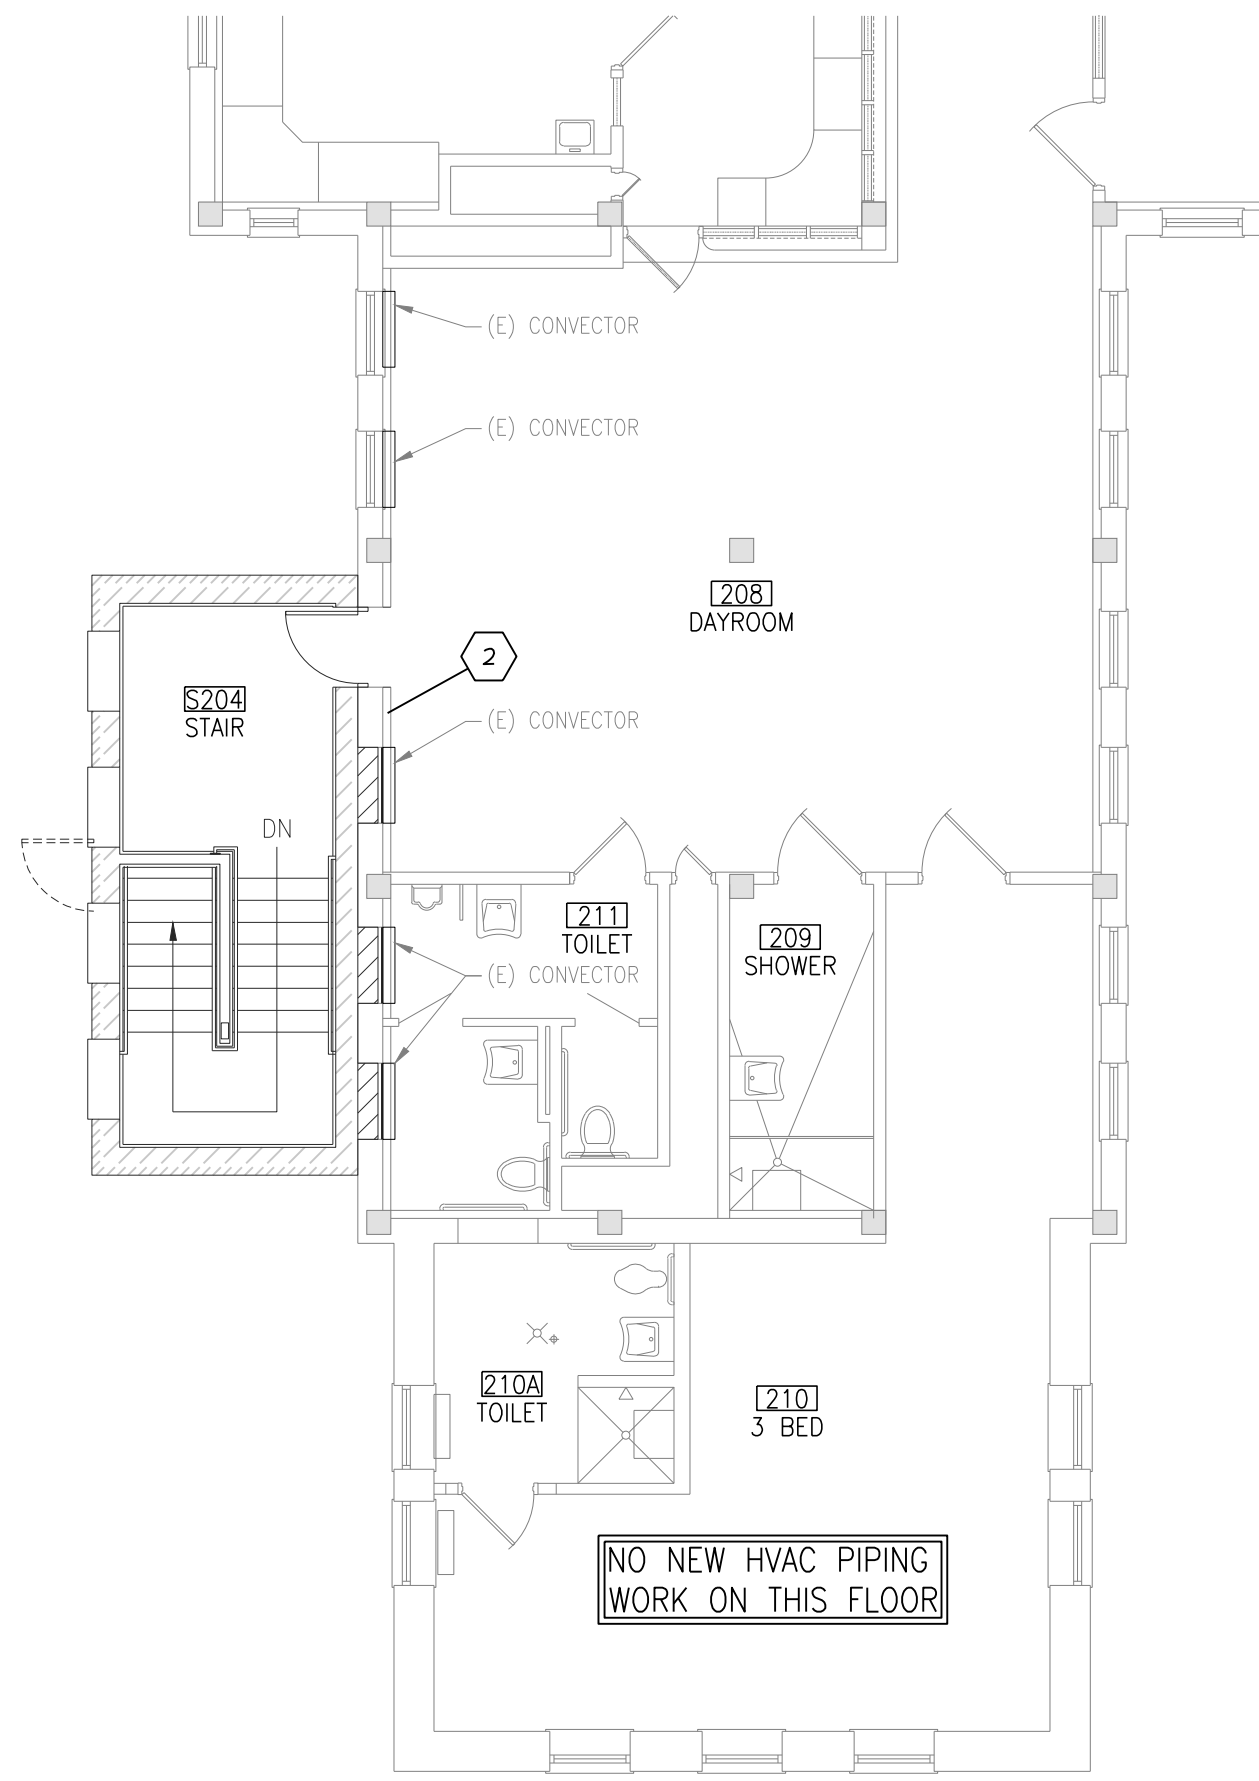 (E) CONVECTOR
(E) CONVECTOR
208
DAYROOM
2
S204
STAIR
(E) CONVECTOR
DN
211
TOILET
209
SHOWER
(E) CONVECTOR
210A
TOILET
210
3 BED
NO NEW HVAC PIPING
WORK ON THIS FLOOR